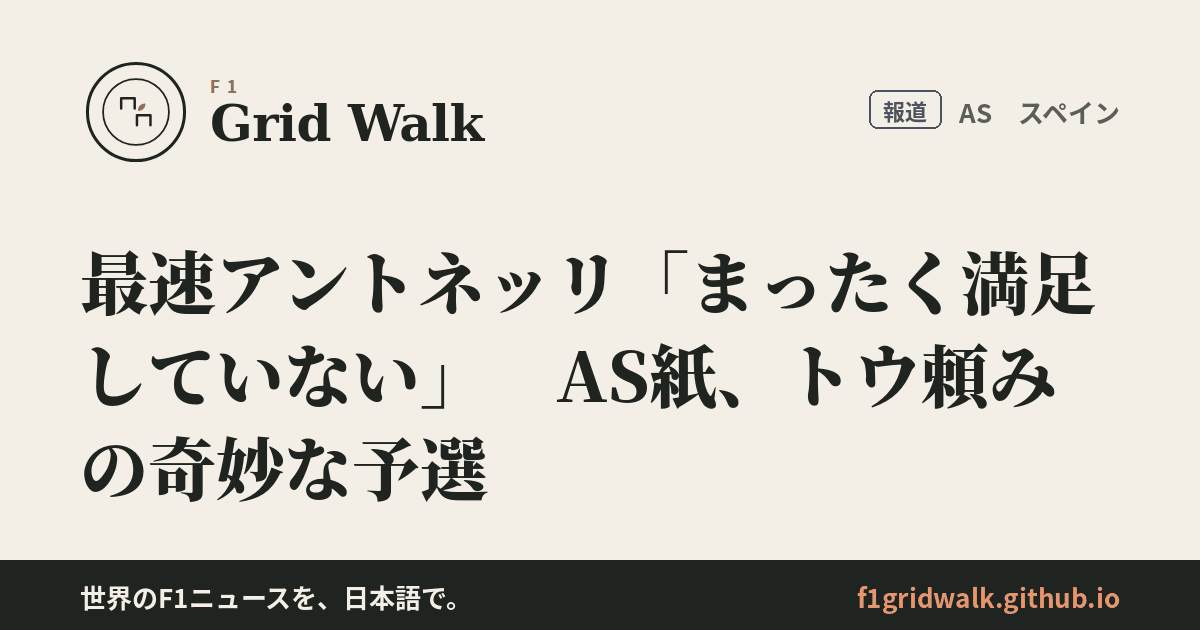 F1
Grid Walk
報道 AS スペイン
最速アントネッリ「まったく満足
していない」 AS紙、トウ頼み
の奇妙な予選
世界のF1ニュースを、日本語で。
f1gridwalk.github.io